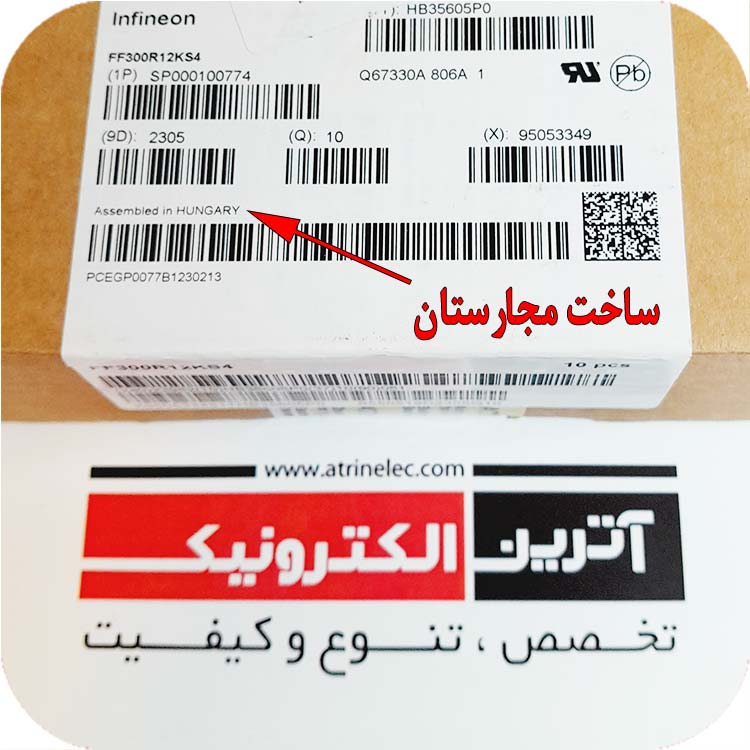 Infineon
HB35605P0
FF300R12KS4
(1P) SP000100774
Q67330A 806A 1
Pb
(9D): 2305
(Q): 10
(X): 95053349
Assembled in HUNGARY
PCEGP0077B1230213
ساخت مجارستان
FF300R12KS4
10 pcs
www.atrinelec.com
آترین الکترونیک
تخصص ، تنوع و کیفیت